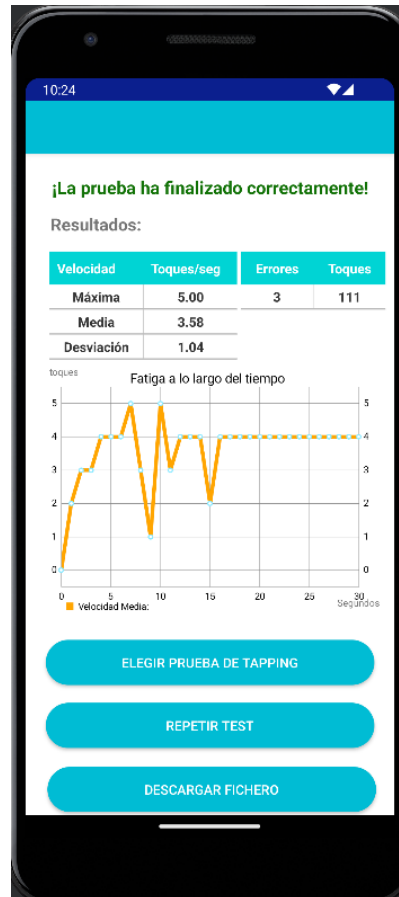 10:24
¡La prueba ha finalizado correctamente!
Resultados:
Velocidad Toques/seg Errores Toques
Máxima 5.00 3 111
Media 3.58
Desviación 1.04
toques
Fatiga a lo largo del tiempo
5 5
4 4
3 3
2 2
1 1
0 0
0 5 10 15 20 25 30
Velocidad Media: Segundos
ELEGIR PRUEBA DE TAPPING
REPETIR TEST
DESCARGAR FICHERO